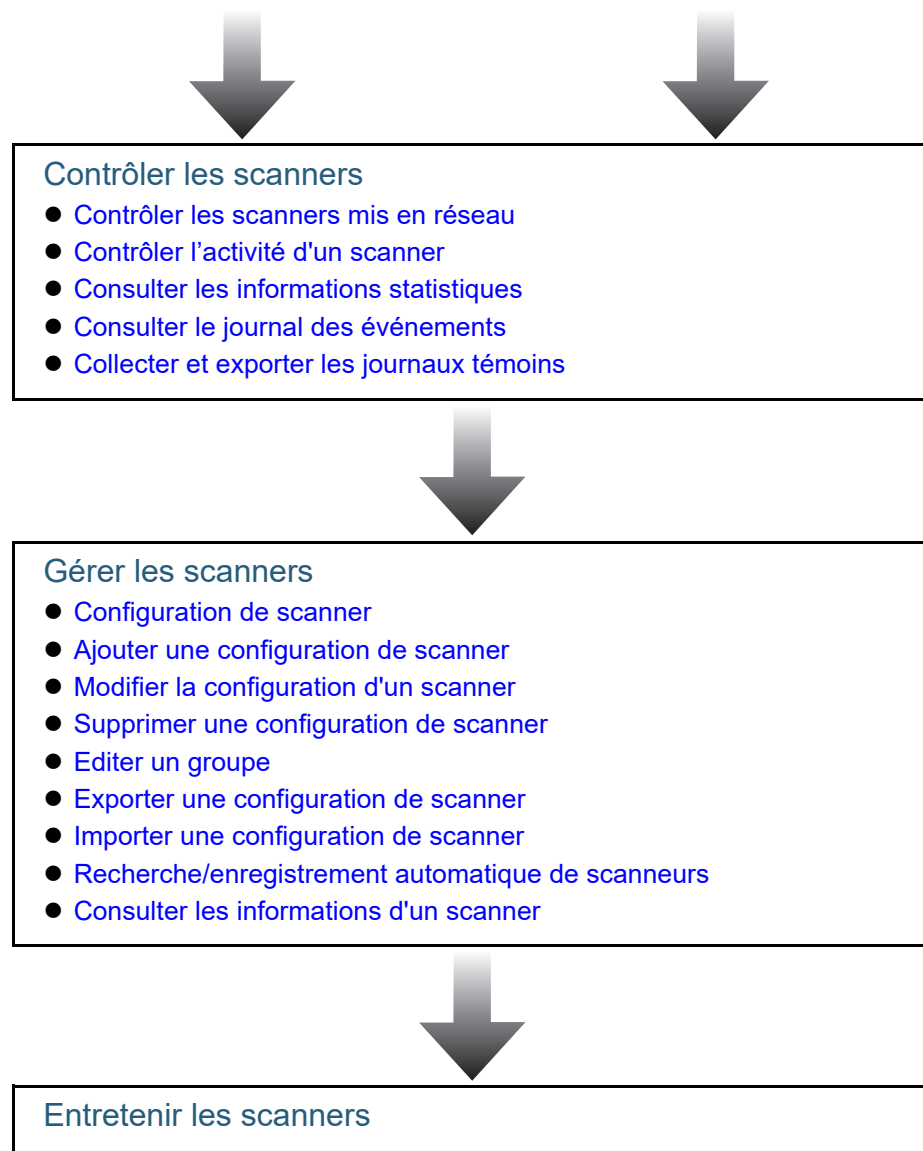 Contrôler les scanners
● Contrôler les scanners mis en réseau
● Contrôler l’activité d'un scanner
● Consulter les informations statistiques
● Consulter le journal des événements
● Collecter et exporter les journaux témoins
Gérer les scanners
● Configuration de scanner
● Ajouter une configuration de scanner
● Modifier la configuration d'un scanner
● Supprimer une configuration de scanner
● Editer un groupe
● Exporter une configuration de scanner
● Importer une configuration de scanner
● Recherche/enregistrement automatique de scanneurs
● Consulter les informations d'un scanner
Entretenir les scanners